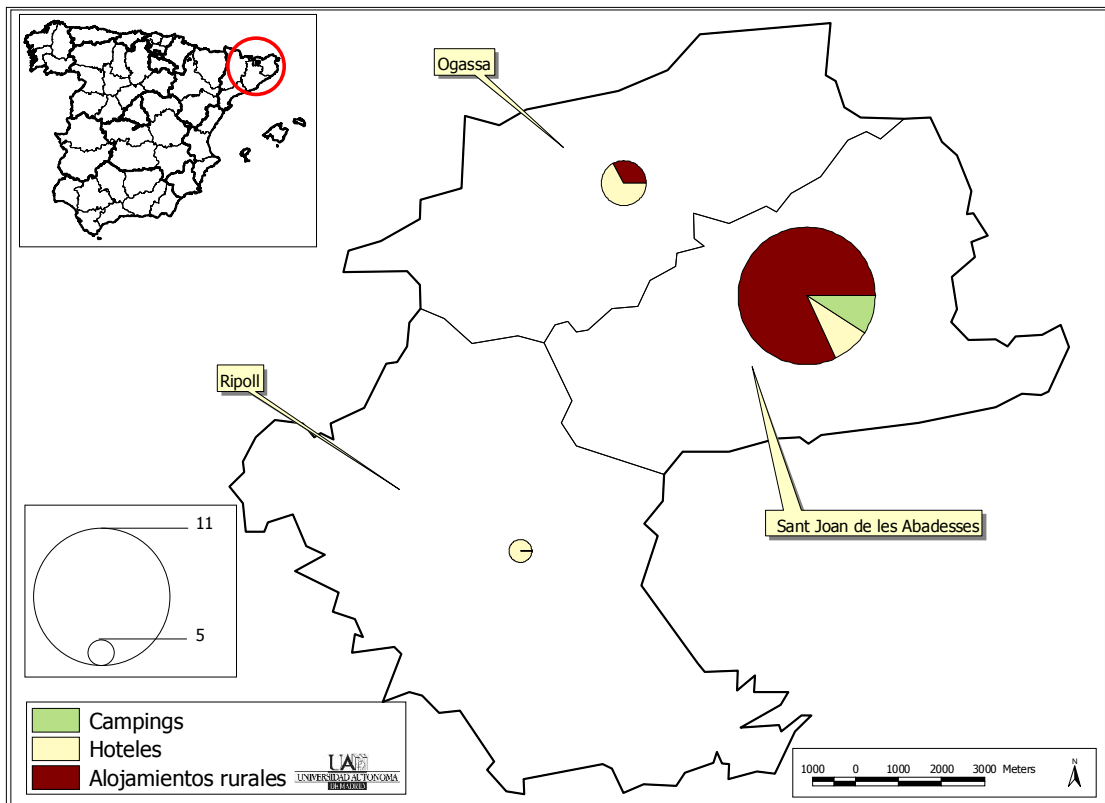 Ogassa
Ripoll
Sant Joan de les Abadesses
11
5
Campings
Hoteles
Alojamientos rurales
UA
UNIVERSIDAD AUTONOMA
DE MADRID
1000 0 1000 2000 3000 Meters
N